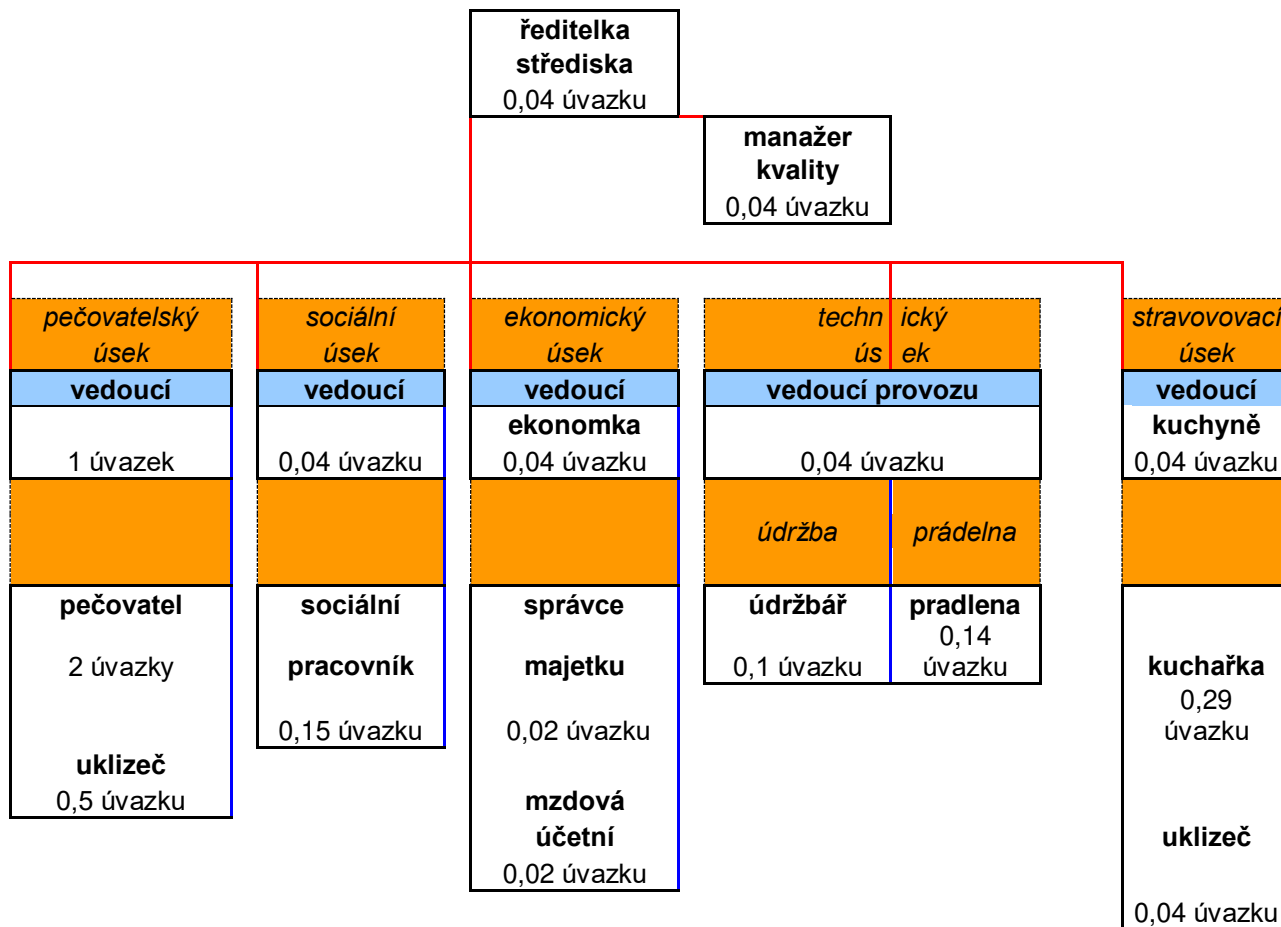 ředitelka
střediska
0,04 úvazku
manažer
kvality
0,04 úvazku
pečovatelský
úsek
vedoucí
1 úvazek
pečovatel
2 úvazky
uklizeč
0,5 úvazku
sociální
úsek
vedoucí
0,04 úvazku
sociální
pracovník
0,15 úvazku
ekonomický
úsek
vedoucí
ekonomka
0,04 úvazku
správce
majetku
0,02 úvazku
mzdová
účetní
0,02 úvazku
techn ický
ús ek
vedoucí provozu
0,04 úvazku
údržba
prádelna
údržbář
0,1 úvazku
pradlena
0,14
úvazku
stravovovací
úsek
vedoucí
kuchyně
0,04 úvazku
kuchařka
0,29
úvazku
uklizeč
0,04 úvazku